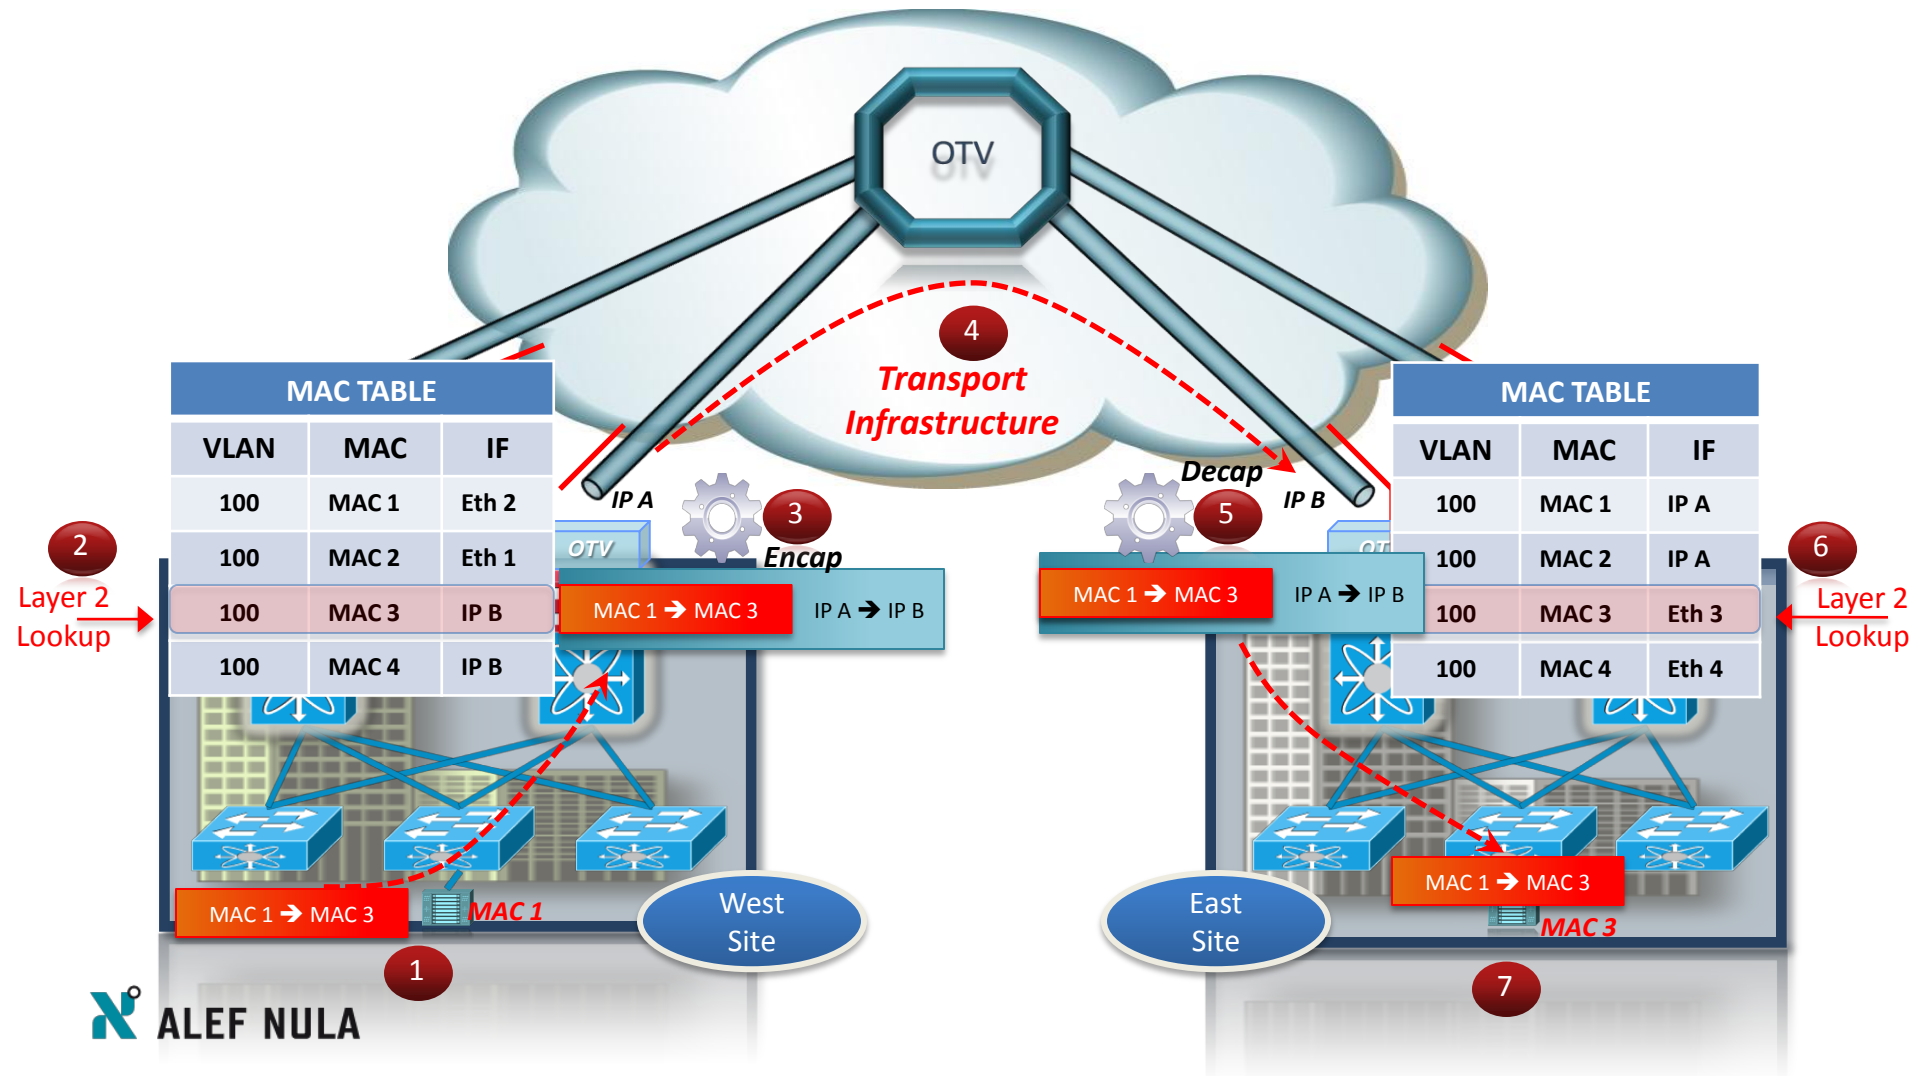 OTV
4
Transport
Infrastructure
MAC TABLE
VLAN MAC IF
100 MAC 1 Eth 2
100 MAC 2 Eth 1
100 MAC 3 IP B
100 MAC 4 IP B
MAC TABLE
VLAN MAC IF
100 MAC 1 IP A
100 MAC 2 IP A
100 MAC 3 Eth 3
100 MAC 4 Eth 4
IP A
OTV
3
Encap
Decap
5
IP B
OT
2
Layer 2
Lookup
6
Layer 2
Lookup
MAC 1 ➔ MAC 3 IP A ➔ IP B
MAC 1 ➔ MAC 3 IP A ➔ IP B
MAC 1 ➔ MAC 3
MAC 1
West
Site
1
East
Site
MAC 1 ➔ MAC 3
MAC 3
7
ALEF NULA